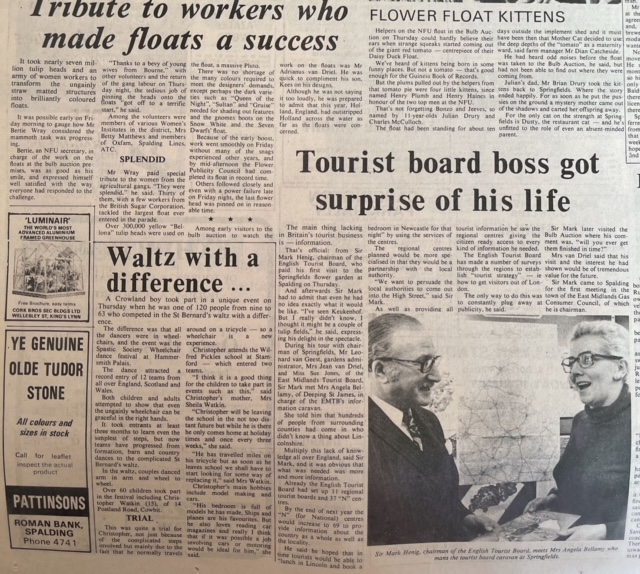 Tribute to workers who
made floats a success
It took nearly seven mil-
lion tulip heads and an
army of women workers to
transform the ungainly
straw matted structures
into brilliantly coloured
floats.
It was possible early on Fri-
day morning to gauge how Mr
Bertie Wray considered the
mammoth task was progress-
ing.
Bertie, an NFU secretary, in
charge of the work on the
floats at the bulb auction pre-
mises, was as good as his
smile, and expressed himself
well satisfied with the way
everyone had responded to the
challenge.
"Thanks to a bevy of young
wives from Bourne,
with other volunteers and one
of the gang labour on Thurs-
day night, the tedious job of
pinning the heads onto the
floats 'got off to a terrific
start,'" he said.
Among the volunteers were
members of various Women's
Institutes in the district, Mrs
Betty Matthews and members
of Oxfam, Spalding Lincs,
ATC.
SPLENDID
Mr Wray paid special
tribute to the women from the
agricultural gangs. "They were
splendid," he said. Thirty of
them, with a few workers from
the British Sugar Corporation,
tackled the largest float ever
entered in the parade.
Over 300,000 yellow "Bel-
lona" tulip heads were used on
the float, a massive Pluto.
There was no shortage of
the many colours required to
meet the designers' demands,
except perhaps the dark varie-
ties like "Queen of the
Night", "Sultan" and "Greuze"
needed for shading out fixtures
and the gnomes boots on the
Snow White and the Seven
Dwarfs' float.
Because of the early boost,
work went smoothly on Friday
without many of the snags
experienced other years, and
by mid-afternoon the Flower
Publicity Council had com-
pleted its float in record time.
Others followed closely and
even with a power failure late
on Friday night, the last flower
head was pinned on in reason-
able time.
★ ★ ★
Among early visitors to the
bulb auction to watch the
work on the floats was Mr
Adrianus van Driel. He was
quick to compliment his son,
Kees on his designs.
Although he was not saying
it too loudly, he was prepared
to admit that this year, Hol-
land, England, had outstripped
Holland across the water as
far as the floats were con-
cerned.
FLOWER FLOAT KITTENS
Helpers on the NFU float in the Bulb Auc-
tion on Thursday could hardly believe their
ears when strange squeaks started coming out
of the giant red tomato — centrepiece of their
Daisy Duck Float.
We've heard of kittens being born in some
funny places. But not in a tomato — that's
enough for the Guiness Book of Records.
But the plants pulled out by the helpers from
that tomato pie were four little kittens, some
named Henry Plumb and Henry Maines in
honour of the two top men at the NFU.
That's not forgetting Bonzo and Jervois, so
named by 11-year-olds Julian Drury and
Charles McCulloch.
The float had been standing for about ten
days outside the implement shed and it must
have been then that Mother Cat decided to use
the deep depths of the "tomato" as a maternity
ward, said farm manager Mr Dian Catchesides.
He heard odd noises before the float
was taken to the Bulb Auction, he said, but
hadn't been able to find out where they were
coming from.
Julian's dad, Mr Brian Drury took the kit-
tens back to Springfields. Where the story
ended happily. For as soon as he put the pus-
sies on the ground a mystery mother came out
of the shadows and carried her offspring away.
For the only cat on the strength at Spring-
fields is Dusty, the restaurant cat — and he's
unfitted to the role of even an absent-minded
parent.
Tourist board boss got
surprise of his life
The main thing lacking
in Britain's tourist business
is — information.
That's official: from Sir
Mark Henig, chairman of the
English Tourist Board, who
paid his first visit to the
Springfields flower garden at
Spalding on Thursday.
And afterwards Sir Mark
had to admit that even he had
no idea exactly what it would
be like. "I've seen Keukenhof.
But I really didn't know. I
thought it might be a couple of
tulip fields," he said, express-
ing his delight in the spectacle.
During his tour with chair-
man of Springfields, Mr Leo-
nard van Geest, gardens admi-
nistrator, Mrs Jean van Driel,
and Miss Sue Jones, of the
East Midlands Tourist Board,
Sir Mark met Mrs Angela Bel-
lamy, of Deeping St James, in
charge of the EMTB's infor-
mation caravan.
She told him that hundreds
of people from surrounding
counties had come in who
didn't know a thing about Lin-
colnshire.
Multiply this lack of know-
ledge all over England, said Sir
Mark, and it was obvious that
what was needed was more
and more information.
Already the English Tourist
Board had set up 11 regional
tourist boards and 37 "N" cen-
tres.
By the end of next year the
"N" (for National) centres
would increase to 69 to pro-
vide information about the
country as a whole as well as
the locality.
He said he hoped that in
time tourists would be able to
"lunch in Lincoln and book a
bedroom in Newcastle for that
night" by using the services of
the centres.
The regional centres
planned would be more spe-
cialised in that they would be a
partnership with the local
authority.
"We want to persuade the
local authorities to come out
into the High Street," said Sir
Mark.
As well as providing all
tourist information he saw the
regional centres giving the
citizen ready access to every
kind of information he needed.
The English Tourist Board
has made a number of surveys
through the regions to estab-
lish "tourist strategy" — ie
how to get visitors out of Lon-
don.
The only way to do this was
to constantly plug away at
publicity, he said.
Sir Mark later visited the
Bulb Auction where his com-
ment was, "will you ever get
them finished in time?"
Mrs van Driel said that his
visit and the interest he had
shown would be of tremendous
value for the future.
Sir Mark came to Spalding
for the first meeting in the
town of the East Midlands Gas
Consumer Council, of which
he is chairman.
'LUMINAIR'
THE WORLD'S MOST
ADVANCED ALUMINIUM
FRAMED GREENHOUSE
Free Brochure, easy terms
CORK BROS SEC BLDGS LTD
WELLESLEY ST, KING'S LYNN
YE GENUINE
OLDE TUDOR
STONE
All colours and
sizes in stock
Call for leaflet
inspect the actual
product
PATTINSONS
ROMAN BANK,
SPALDING
Phone 4741
Waltz with a
difference ...
A Crowland boy took part in a unique event on
Thursday when he was one of 120 people from nine to
63 who competed in the St Bernard's waltz with a differ-
ence.
The difference was that all
the dancers were in wheel-
chairs, and the event was the
Spastic Society Wheelchair
dance festival at Hammer-
smith Palais.
The dance attracted a
record entry of 12 teams from
all over England, Scotland and
Wales.
Both children and adults
attempted to show that even
the ungainly wheelchair can be
graceful in the right hands.
It took entrants at least
three months to learn even the
simplest of steps, but now
teams have progressed from
formation, barn and country
dances to the complicated St
Bernard's waltz.
In the waltz, couples danced
arm in arm and wheel to
wheel.
Over 60 children took part
in the festival including Chris-
topher Watkin (15), of 14
Postland Road, Crowland.
TRIAL
This was quite a trial for
Christopher, not just because
of the complicated steps
involved but mainly due to the
fact that he normally travels
around on a tricycle — so a
wheelchair is a new
experience.
Christopher attends the Wil-
fred Pickles school at Stam-
ford — which entered two
teams.
"I think it is a good thing
for the children to take part in
events such as this," said
Christopher's mother, Mrs
Sheila Watkin.
"Christopher will be leaving
the school in the not too dis-
tant future but while he is there
he only comes home at holiday
times and once every three
weeks," she said.
"He has travelled miles on
his tricycle but as soon as he
leaves school we shall have to
start looking for some way of
replacing it," said Mrs Watkin.
Christopher's main hobbies
include model making and
cars.
"His bedroom is full of
models he has made. Ships and
planes are his favourites. But
he also loves reading car
magazines and really I think
that if it was possible a job
involving cars or motoring
would be ideal for him," she
said.
Sir Mark Henig, chairman of the English Tourist Board, meets Mrs Angela Bellamy, who
mans the tourist board caravan at Springfields.